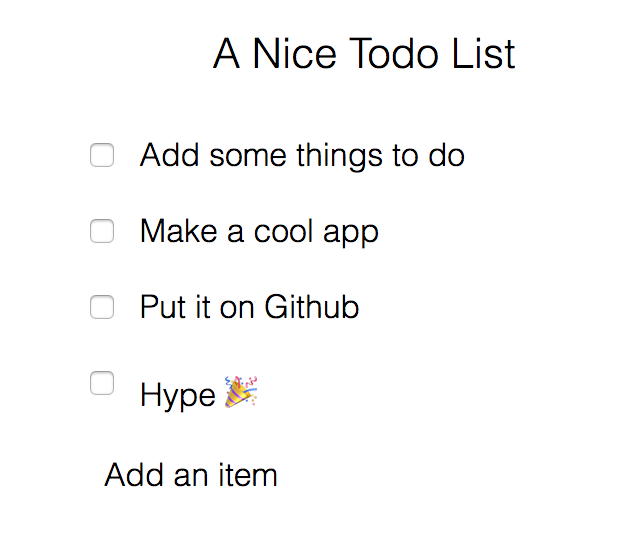 A Nice Todo List
Add some things to do
Make a cool app
Put it on Github
Hype 🎉
Add an item